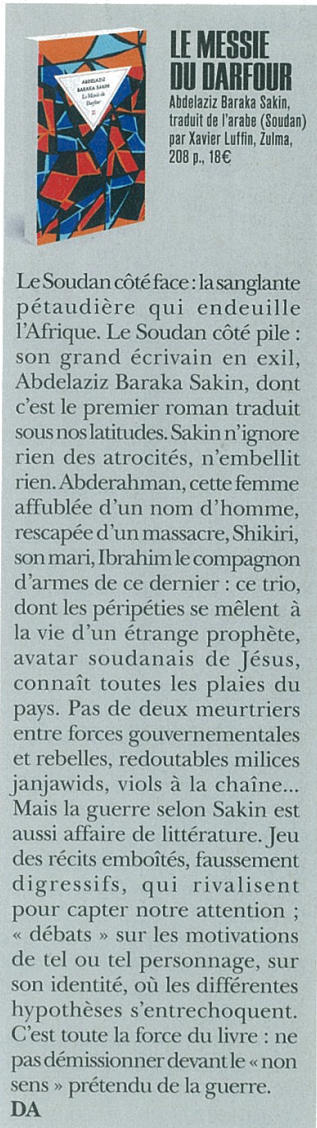 LE MESSIE
DU DARFOUR
Abdelaziz Baraka Sakin,
traduit de l'arabe (Soudan)
par Xavier Luffin, Zulma,
208 p., 18€
ABDELAZIZ
BARAKA SAKIN
Le Messie du
Darfour
Le Soudan côté face : la sanglante
pétaudière qui endeuille
l'Afrique. Le Soudan côté pile :
son grand écrivain en exil,
Abdelaziz Baraka Sakin, dont
c'est le premier roman traduit
sous nos latitudes. Sakin n'ignore
rien des atrocités, n'embellit
rien. Abderahman, cette femme
affublée d'un nom d'homme,
rescapée d'un massacre, Shikiri,
son mari, Ibrahim le compagnon
d'armes de ce dernier : ce trio,
dont les péripéties se mêlent à
la vie d'un étrange prophète,
avatar soudanais de Jésus,
connaît toutes les plaies du
pays. Pas de deux meurtriers
entre forces gouvernementales
et rebelles, redoutables milices
janjawids, viols à la chaîne...
Mais la guerre selon Sakin est
aussi affaire de littérature. Jeu
des récits emboîtés, faussement
digressifs, qui rivalisent
pour capter notre attention ;
« débats » sur les motivations
de tel ou tel personnage, sur
son identité, où les différentes
hypothèses s'entrechoquent.
C'est toute la force du livre : ne
pas démissionner devant le « non
sens » prétendu de la guerre.
DA